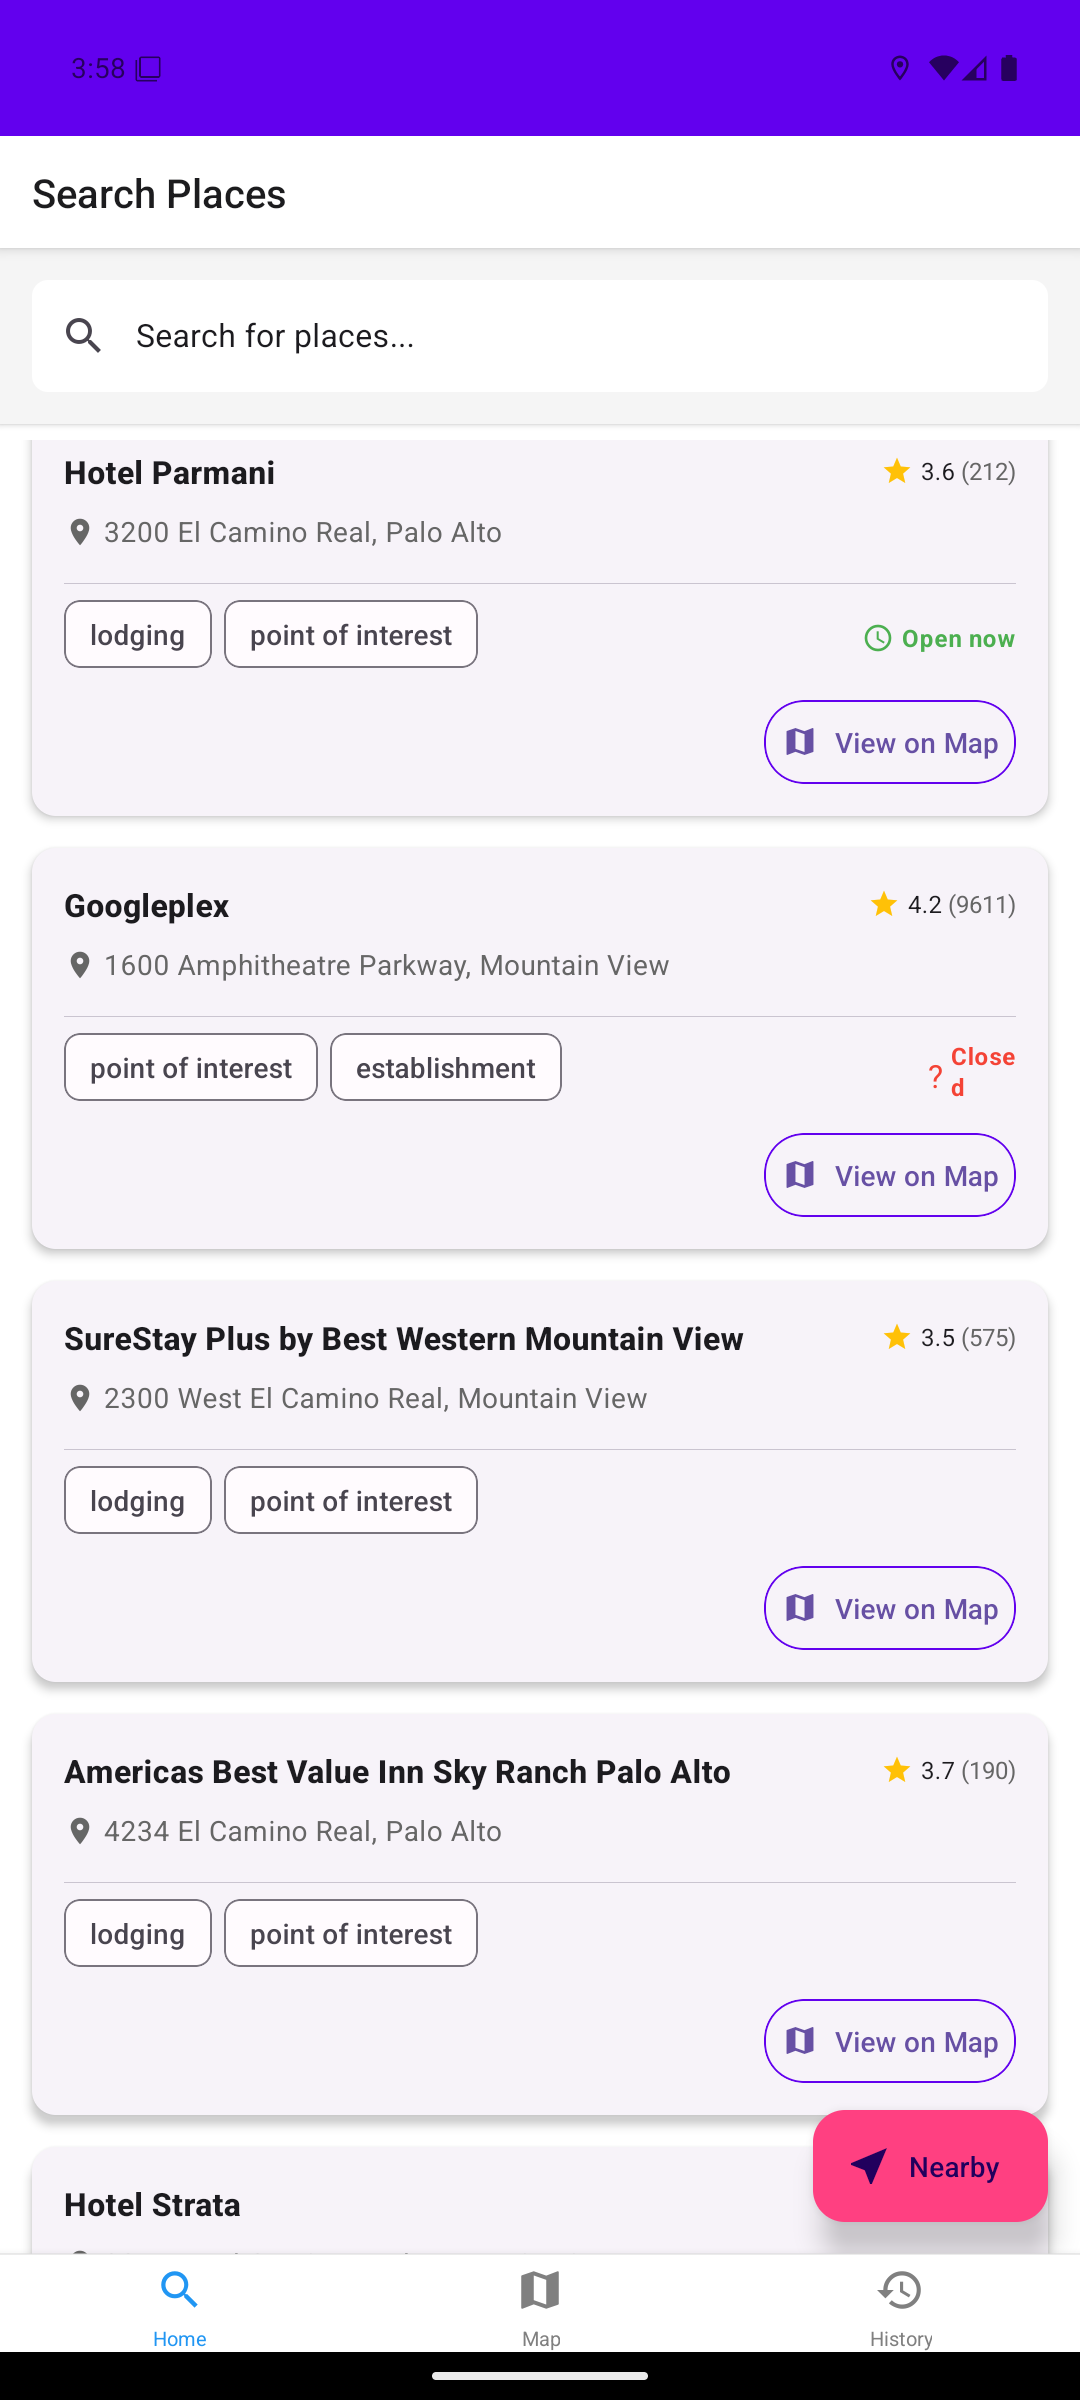 3:58
Search Places
Search for places...
Hotel Parmani
3.6 (212)
3200 El Camino Real, Palo Alto
lodging
point of interest
Open now
View on Map
Googleplex
4.2 (9611)
1600 Amphitheatre Parkway, Mountain View
point of interest
establishment
?
Close
d
View on Map
SureStay Plus by Best Western Mountain View
3.5 (575)
2300 West El Camino Real, Mountain View
lodging
point of interest
View on Map
Americas Best Value Inn Sky Ranch Palo Alto
3.7 (190)
4234 El Camino Real, Palo Alto
lodging
point of interest
View on Map
Hotel Strata
Nearby
Home
Map
History